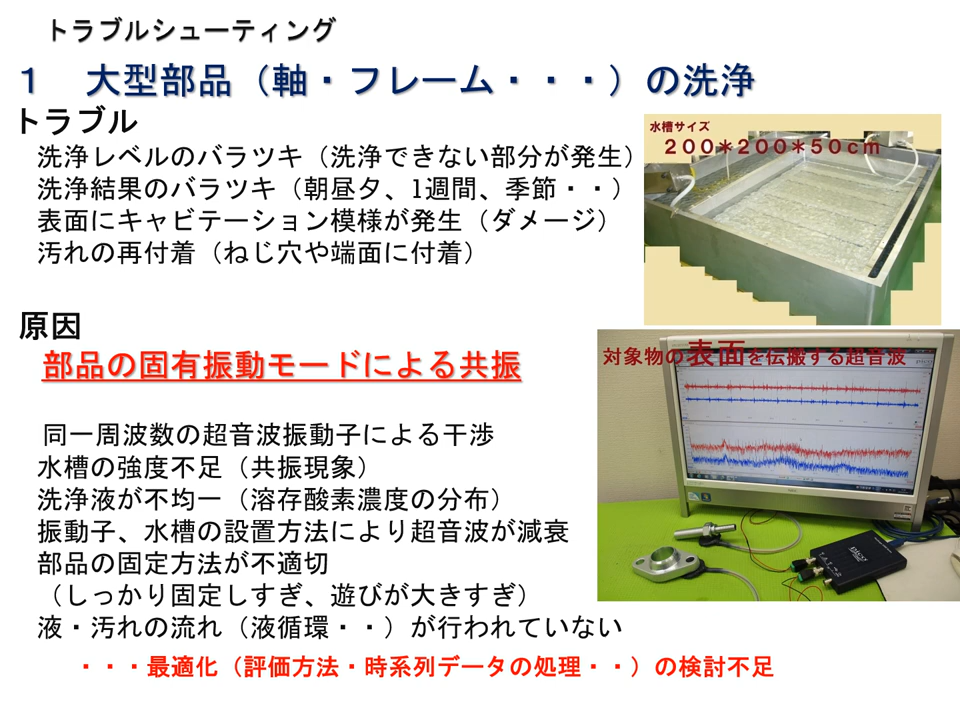 トラブルシューティング
１　大型部品（軸・フレーム・・・）の洗浄
トラブル
洗浄レベルのバラツキ（洗浄できない部分が発生）
洗浄結果のバラツキ（朝昼夕、1週間、季節・・）
表面にキャビテーション模様が発生（ダメージ）
汚れの再付着（ねじ穴や端面に付着）
水槽サイズ
２００＊２００＊５０ｃｍ
原因
部品の固有振動モードによる共振
同一周波数の超音波振動子による干渉
水槽の強度不足（共振現象）
洗浄液が不均一（溶存酸素濃度の分布）
振動子、水槽の設置方法により超音波が減衰
部品の固定方法が不適切
（しっかり固定しすぎ、遊びが大きすぎ）
液・汚れの流れ（液循環・・）が行われていない
・・・最適化（評価方法・時系列データの処理・・）の検討不足
対象物の表面を伝搬する超音波
pico